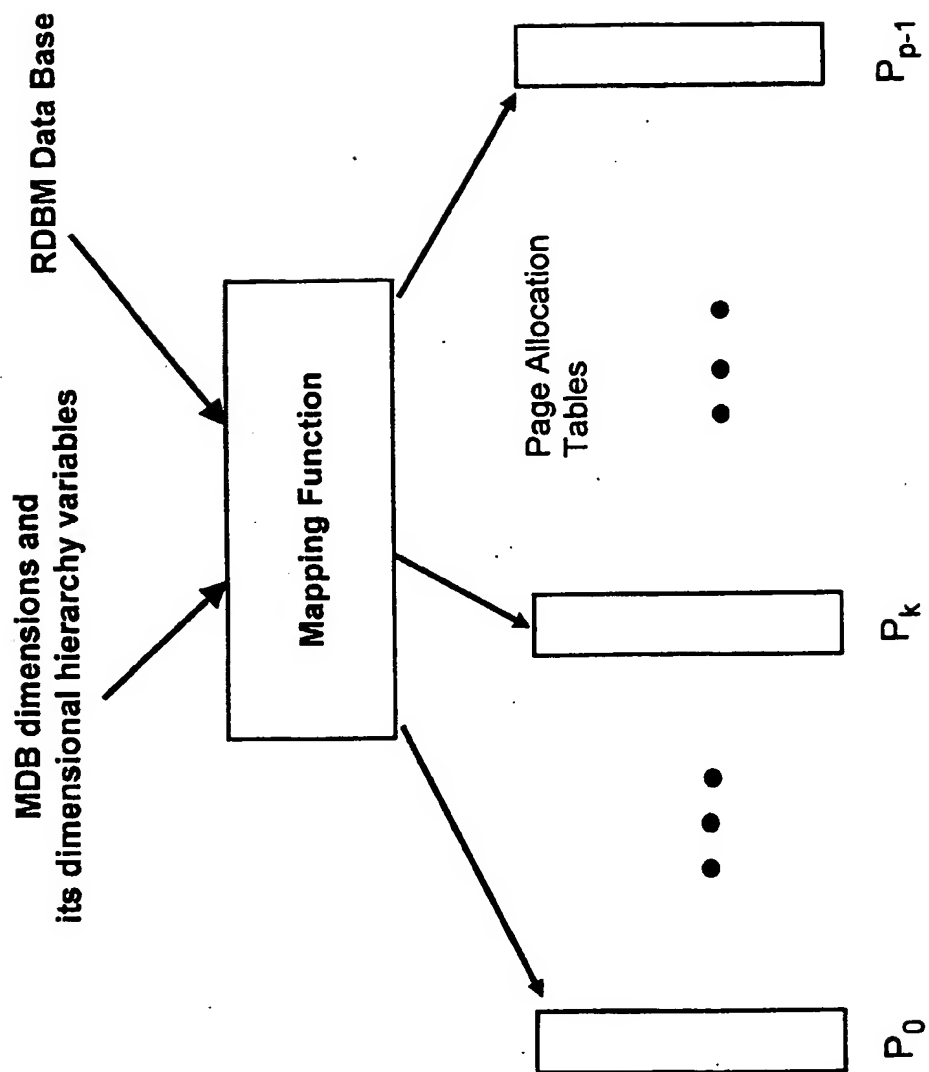 MDB dimensions and
its dimensional hierarchy variables
RDBM Data Base
Mapping Function
Page Allocation
Tables
P0
Pk
Pp-1